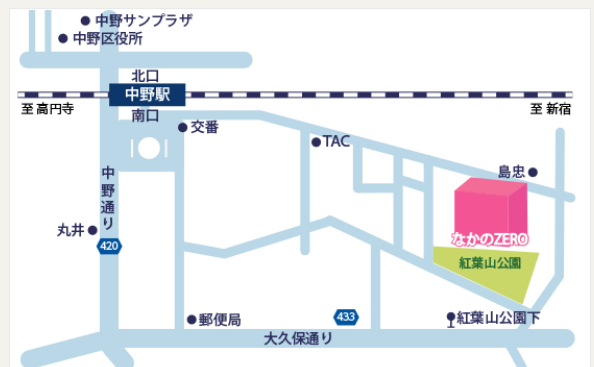 中野サンプラザ
中野区役所
北口
中野駅
至 高円寺
至 新宿
南口
交番
TAC
島忠
中野通り
丸井
420
なかのZERO
紅葉山公園
郵便局
433
紅葉山公園下
大久保通り